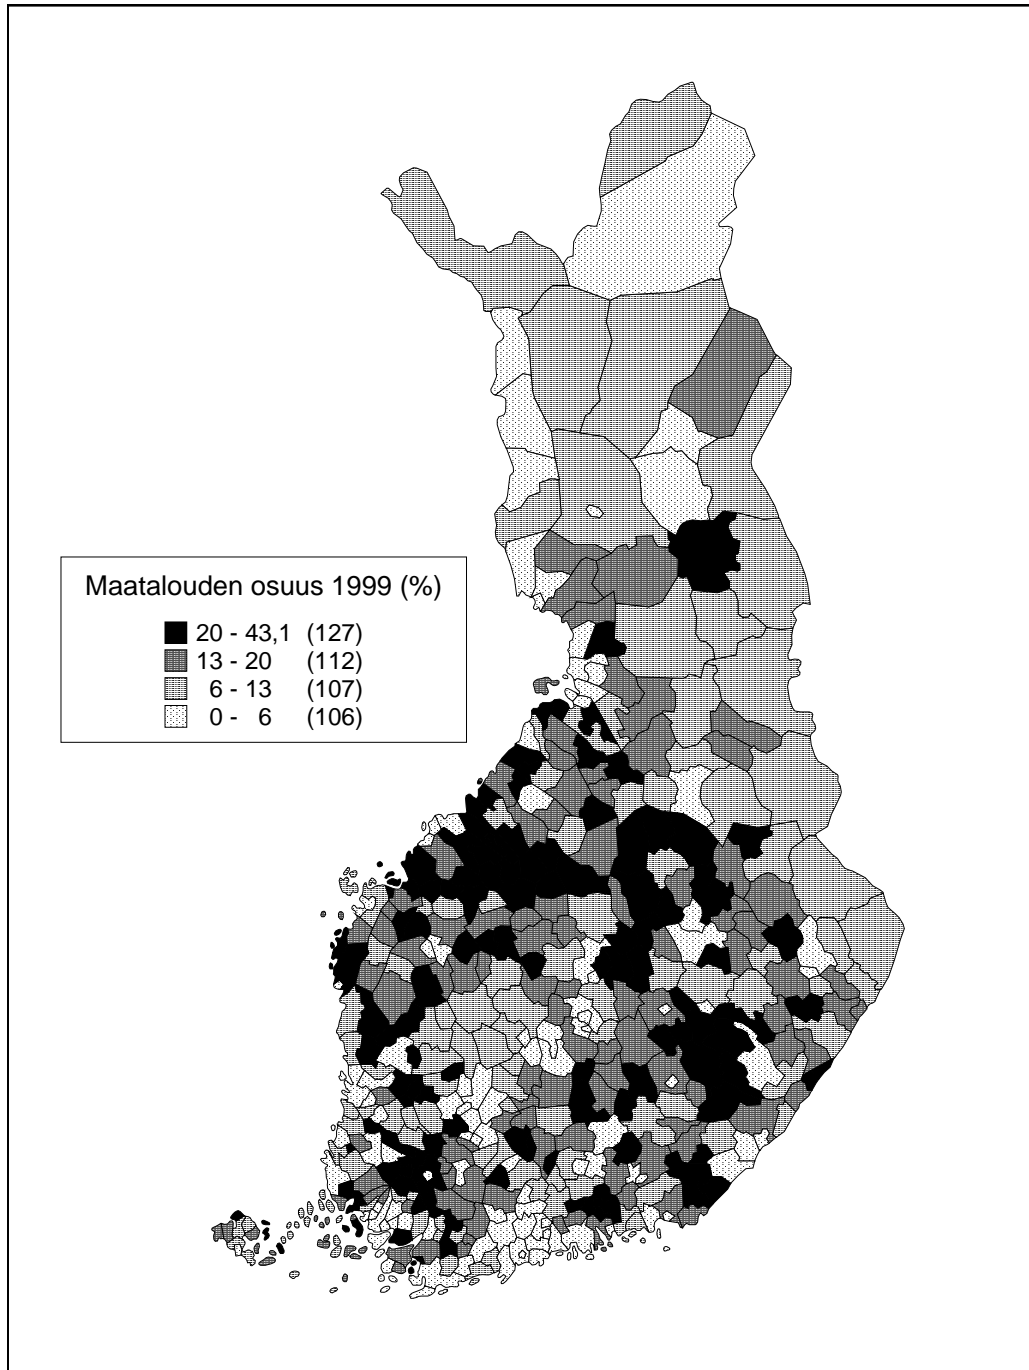 Maatalouden osuus 1999 (%)
20 - 43,1 (127)
13 - 20 (112)
6 - 13 (107)
0 - 6 (106)